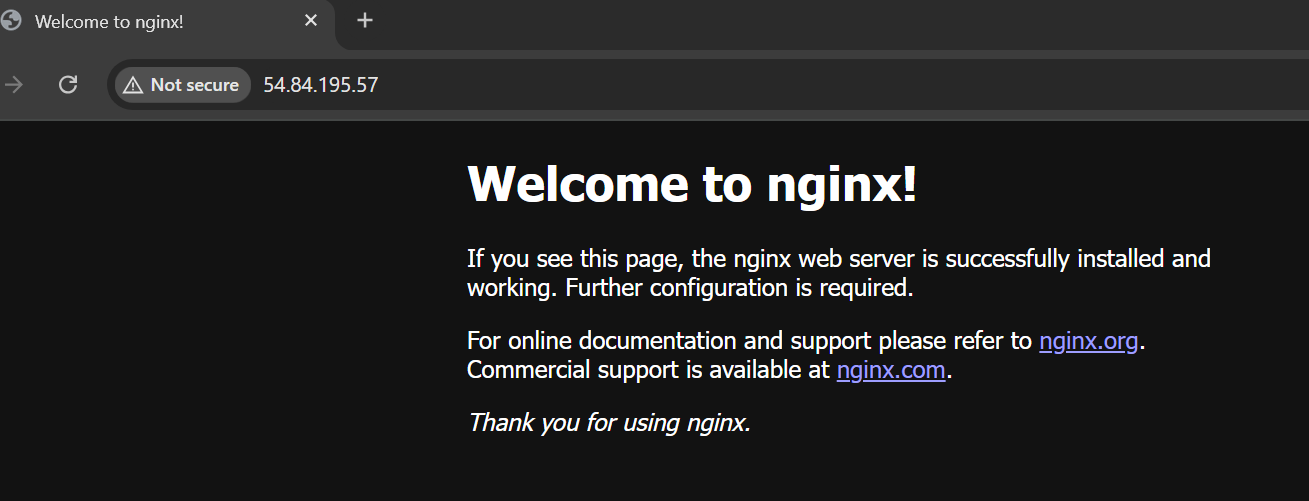 Welcome to nginx!
Not secure
54.84.195.57
Welcome to nginx!
If you see this page, the nginx web server is successfully installed and
working. Further configuration is required.
For online documentation and support please refer to nginx.org.
Commercial support is available at nginx.com.
Thank you for using nginx.